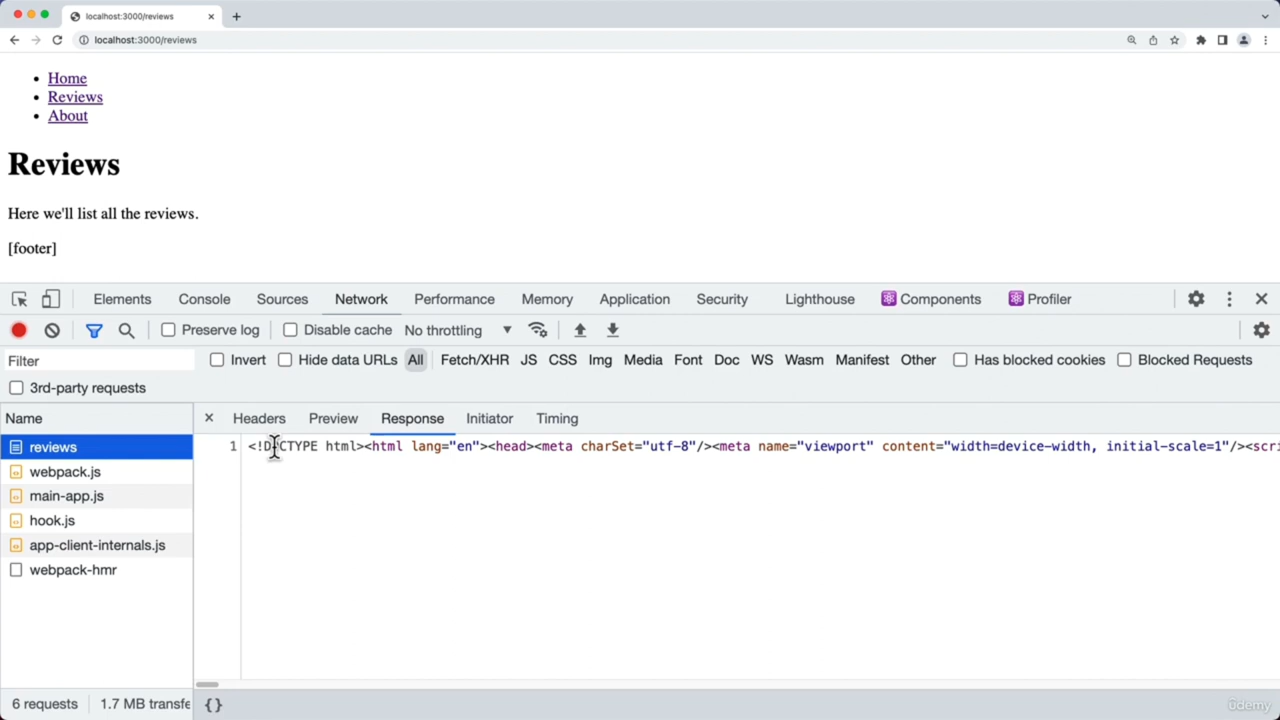 localhost:3000/reviews
localhost:3000/reviews
Home
Reviews
About
Reviews
Here we'll list all the reviews.
[footer]
Elements Console Sources Network Performance Memory Application Security Lighthouse Components Profiler
Preserve log Disable cache No throttling
Filter Invert Hide data URLs All Fetch/XHR JS CSS Img Media Font Doc WS Wasm Manifest Other Has blocked cookies Blocked Requests
3rd-party requests
Name Headers Preview Response Initiator Timing
reviews 1 <!DOCTYPE html><html lang="en"><head><meta charSet="utf-8"/><meta name="viewport" content="width=device-width, initial-scale=1"/><scri
webpack.js
main-app.js
hook.js
app-client-internals.js
webpack-hmr
6 requests 1.7 MB transfe {}
ûdemy